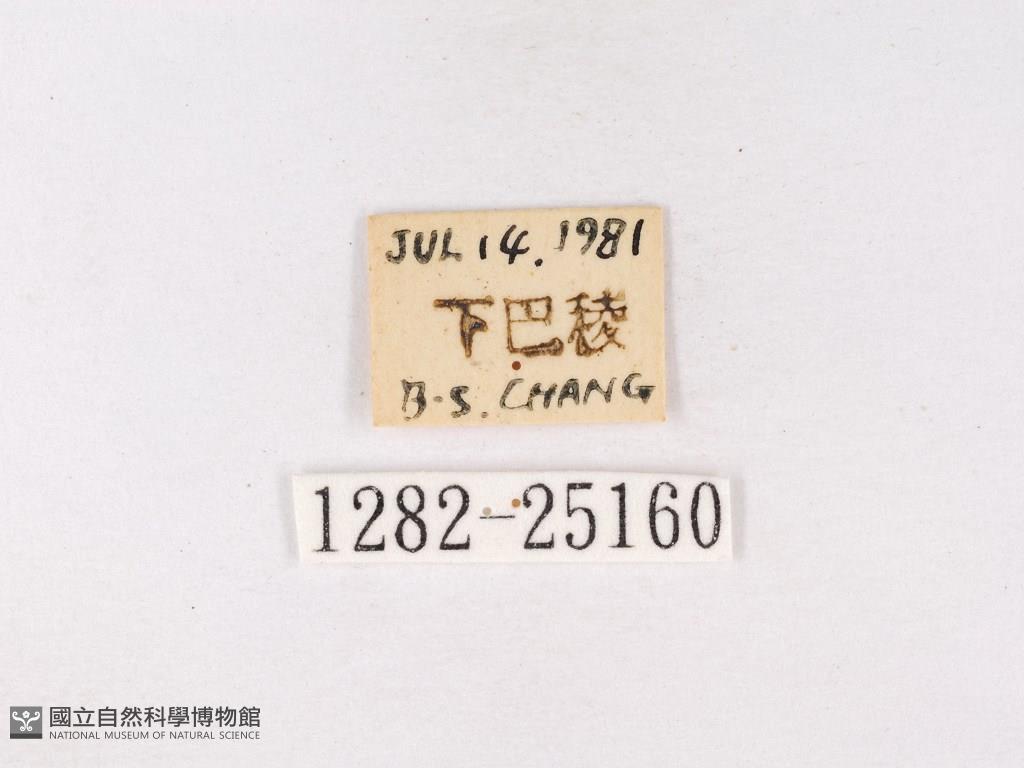 JUL 14. 1981
下巴稜
B.S. CHANG
1282-25160
國立自然科學博物館
NATIONAL MUSEUM OF NATURAL SCIENCE